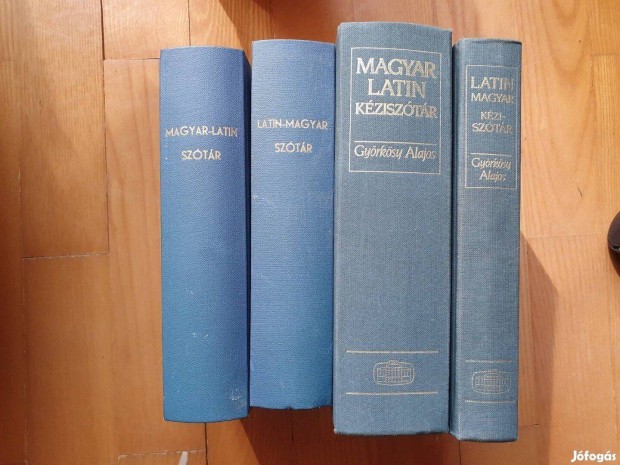 MAGYAR-LATIN
SZÓTÁR
LATIN-MAGYAR
SZÓTÁR
MAGYAR
LATIN
KÉZISZÓTÁR
Györkösy Alajos
LATIN
MAGYAR
KÉZI-
SZÓTÁR
Györkösy
Alajos
Jófogás